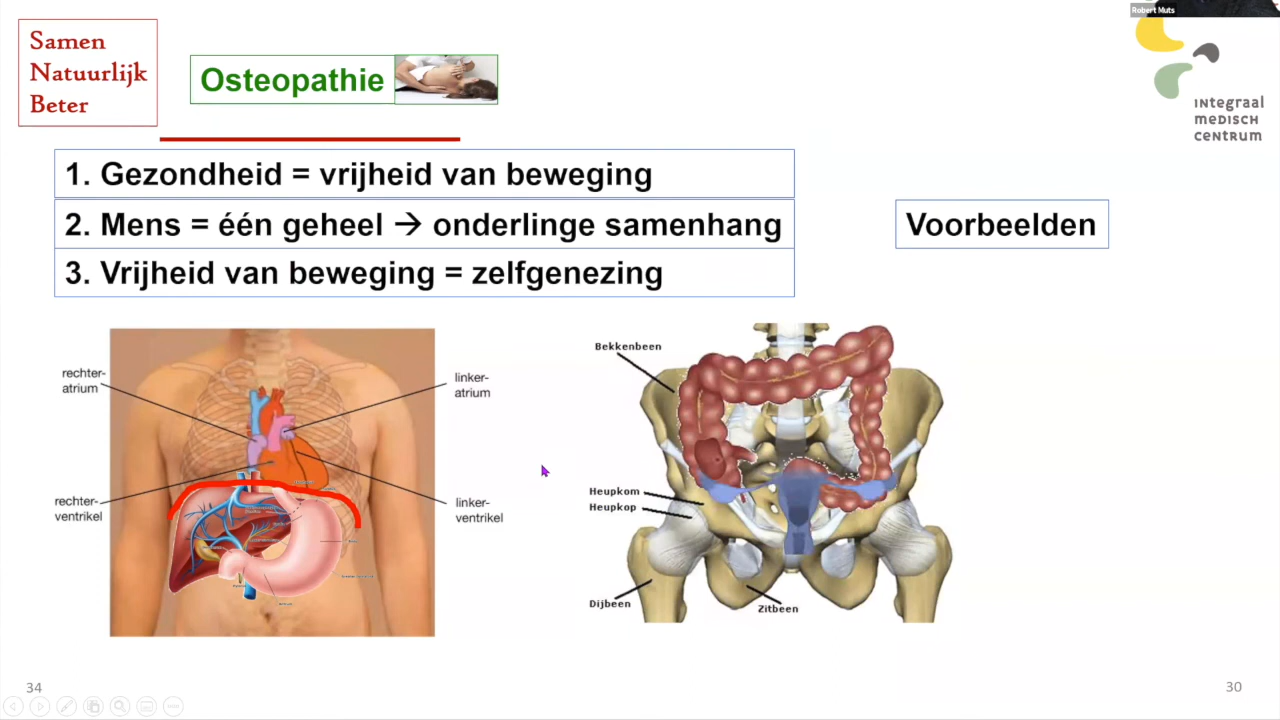 Robert Muts
Samen
Natuurlijk
Beter
Osteopathie
INTEGRAAL
MEDISCH
CENTRUM
1. Gezondheid = vrijheid van beweging
2. Mens = één geheel → onderlinge samenhang
3. Vrijheid van beweging = zelfgenezing
Voorbeelden
rechter-
atrium
linker-
atrium
rechter-
ventrikel
linker-
ventrikel
Bekkenbeen
Heupkom
Heupkop
Dijbeen
Zitbeen
34
30